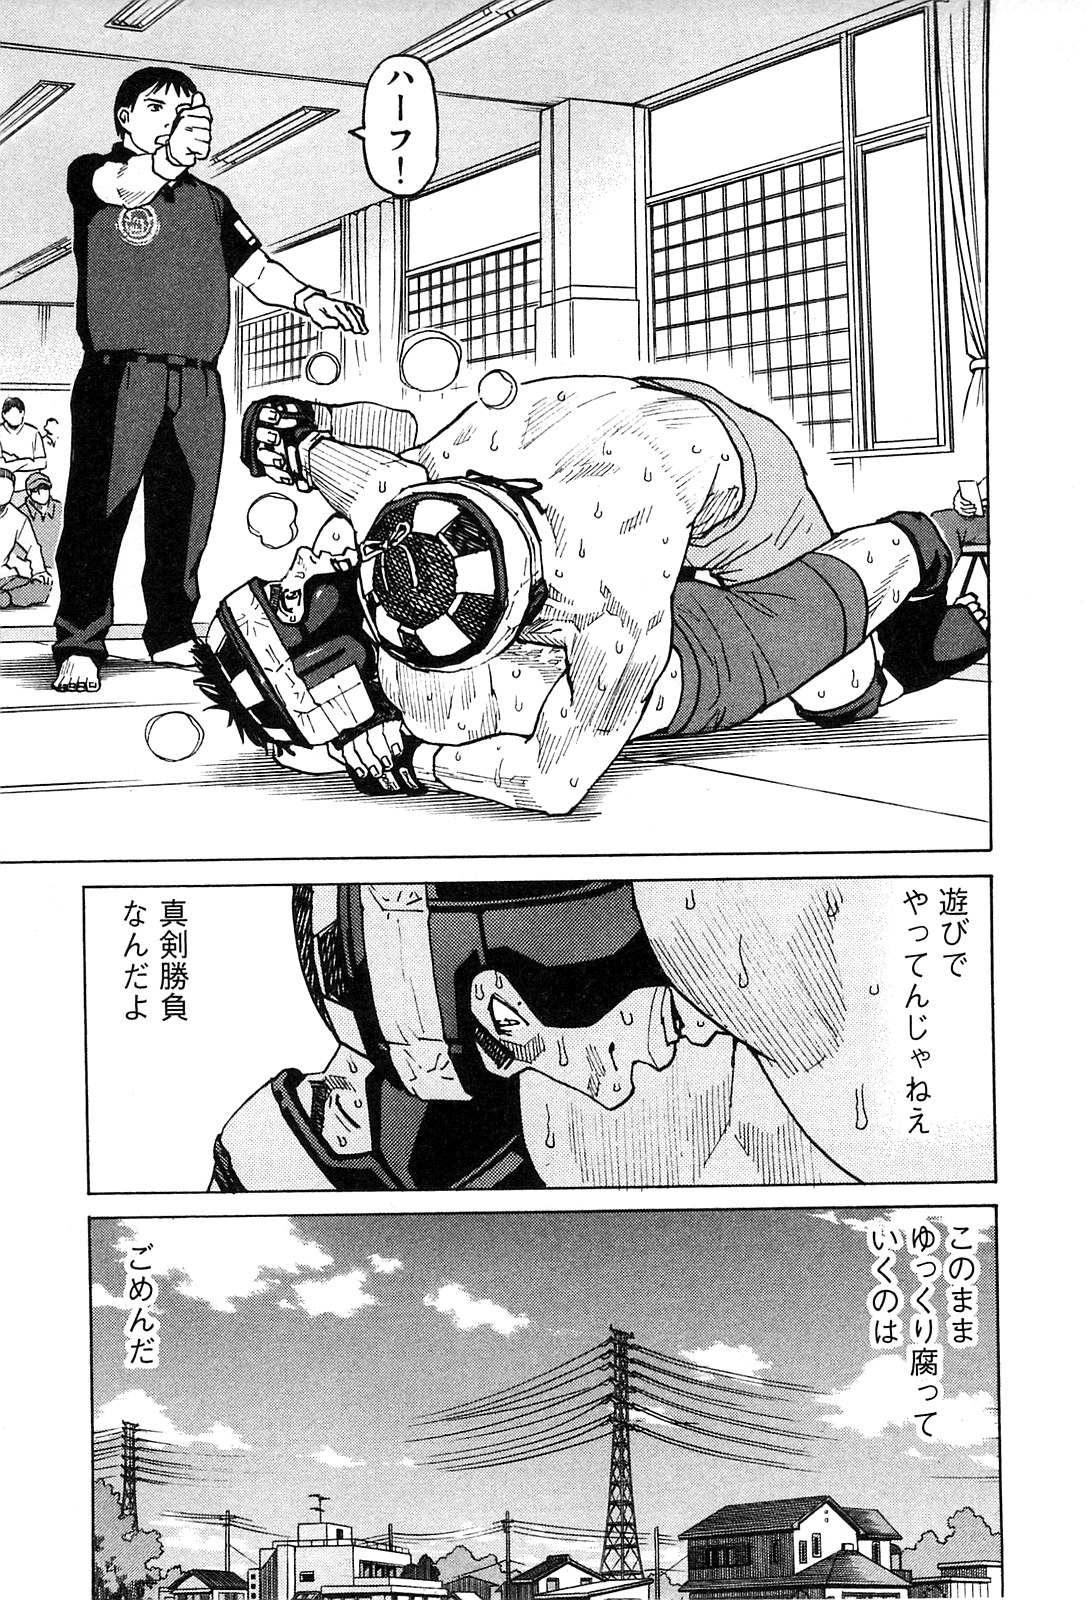 ハーフ！
遊びで
やってんじゃねえ
真剣勝負
なんだよ
このまま
ゆっくり腐って
いくのは
ごめんだ